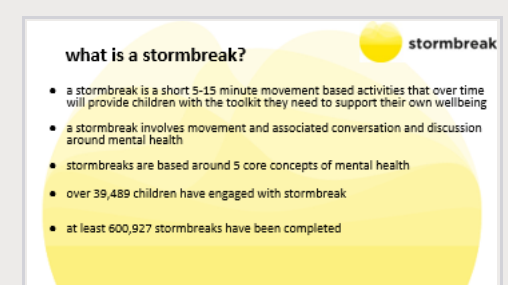 stormbreak
what is a stormbreak?
• a stormbreak is a short 5-15 minute movement based activities that over time
will provide children with the toolkit they need to support their own wellbeing
• a stormbreak involves movement and associated conversation and discussion
around mental health
• stormbreaks are based around 5 core concepts of mental health
• over 39,489 children have engaged with stormbreak
• at least 600,927 stormbreaks have been completed